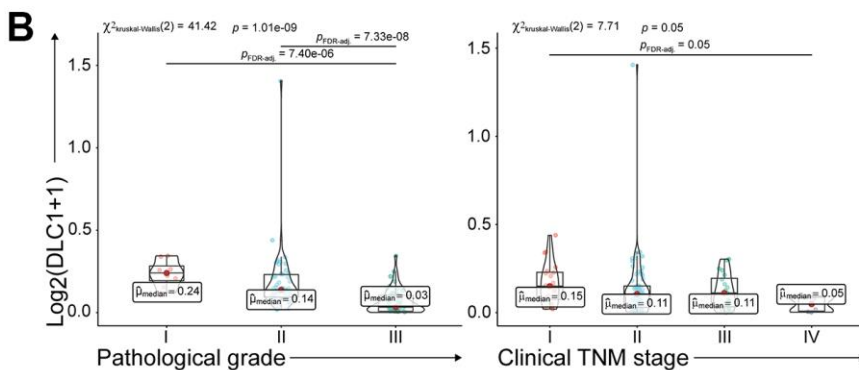 B
χ²kruskal-Wallis(2) = 41.42 p = 1.01e-09
pFDR-adj. = 7.33e-08
pFDR-adj. = 7.40e-06
Log2(DLC1+1)
1.5
1.0
0.5
0.0
μ̂median = 0.24
μ̂median = 0.14
μ̂median = 0.03
I II III
Pathological grade
χ²kruskal-Wallis(2) = 7.71 p = 0.05
pFDR-adj. = 0.05
1.5
1.0
0.5
0.0
μ̂median = 0.15
μ̂median = 0.11
μ̂median = 0.11
μ̂median = 0.05
I II III IV
Clinical TNM stage